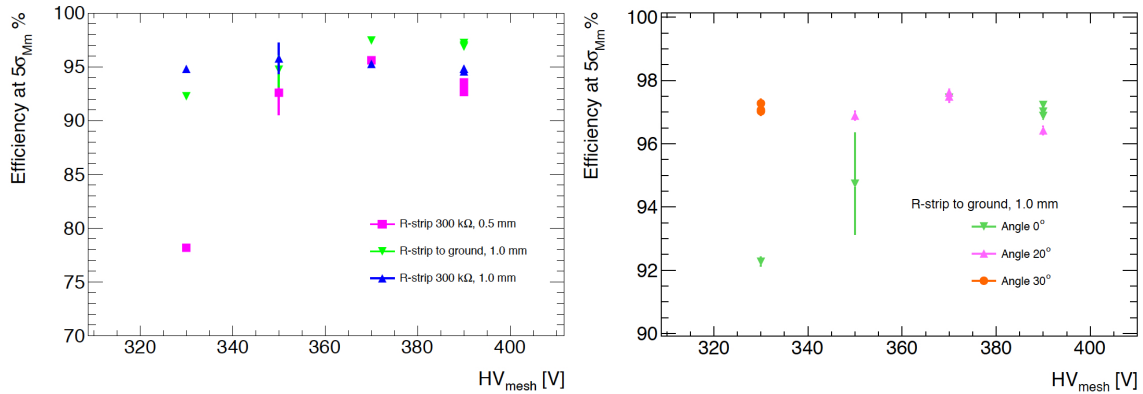 Efficiency at 5σMm %
100
95
90
85
80
75
70
320
340
360
380
400
HVmesh [V]
R-strip 300 kΩ, 0.5 mm
R-strip to ground, 1.0 mm
R-strip 300 kΩ, 1.0 mm
Efficiency at 5σMm %
100
98
96
94
92
90
320
340
360
380
400
HVmesh [V]
R-strip to ground, 1.0 mm
Angle 0°
Angle 20°
Angle 30°